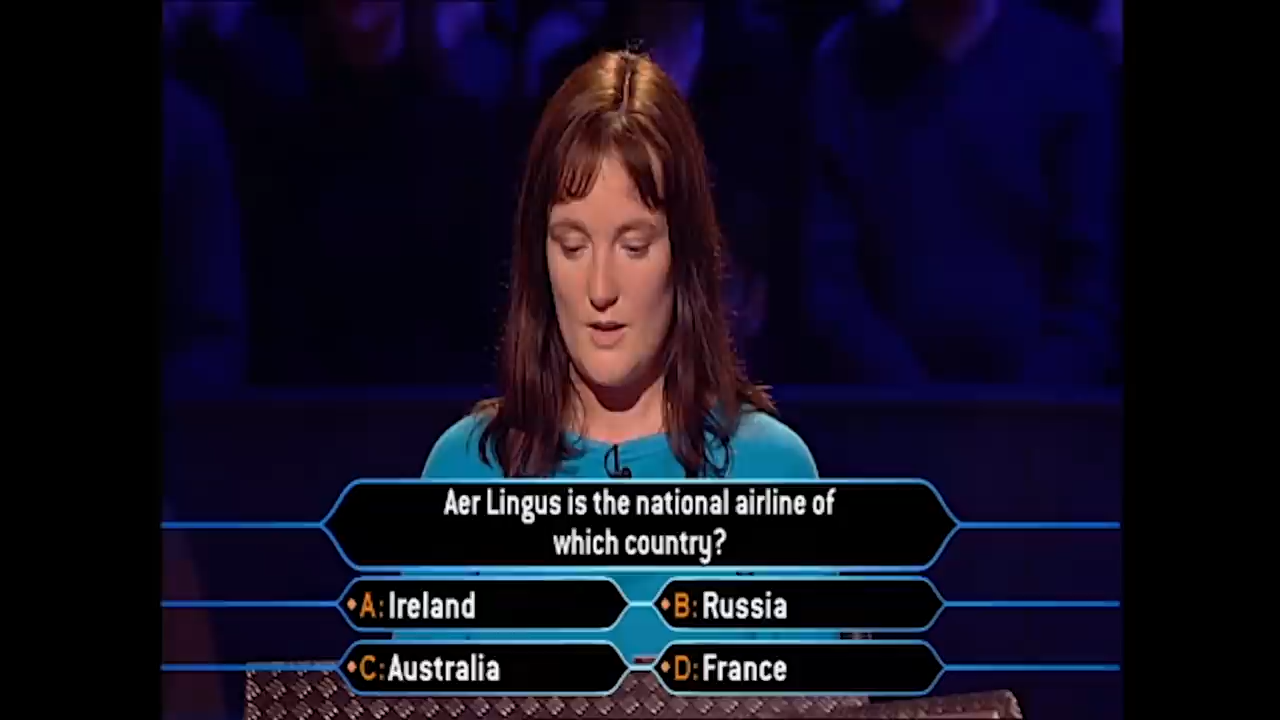 Aer Lingus is the national airline of
which country?
A: Ireland
B: Russia
C: Australia
D: France